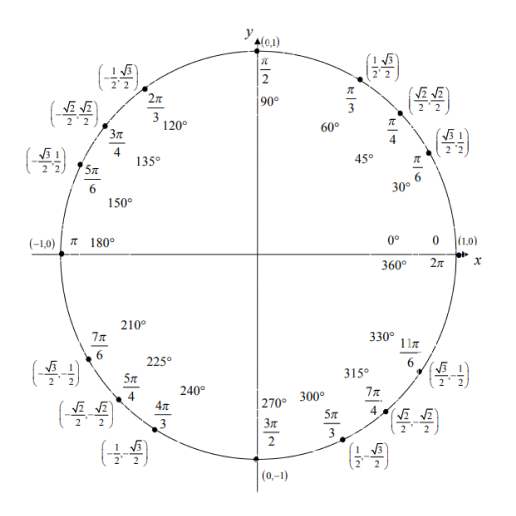 y
(0,1)
π/2
90°
(1/2, √3/2)
π/3
60°
(√2/2, √2/2)
π/4
45°
(√3/2, 1/2)
π/6
30°
0° 0 (1,0)
360° 2π x
(-1/2, √3/2)
2π/3
120°
(-√2/2, √2/2)
3π/4
135°
(-√3/2, 1/2)
5π/6
150°
(-1,0) π 180°
210°
7π/6
(-√3/2, -1/2)
225°
5π/4
(-√2/2, -√2/2)
240°
4π/3
(-1/2, -√3/2)
270°
3π/2
(0,-1)
300°
5π/3
(1/2, -√3/2)
315°
7π/4
(√2/2, -√2/2)
330°
11π/6
(√3/2, -1/2)